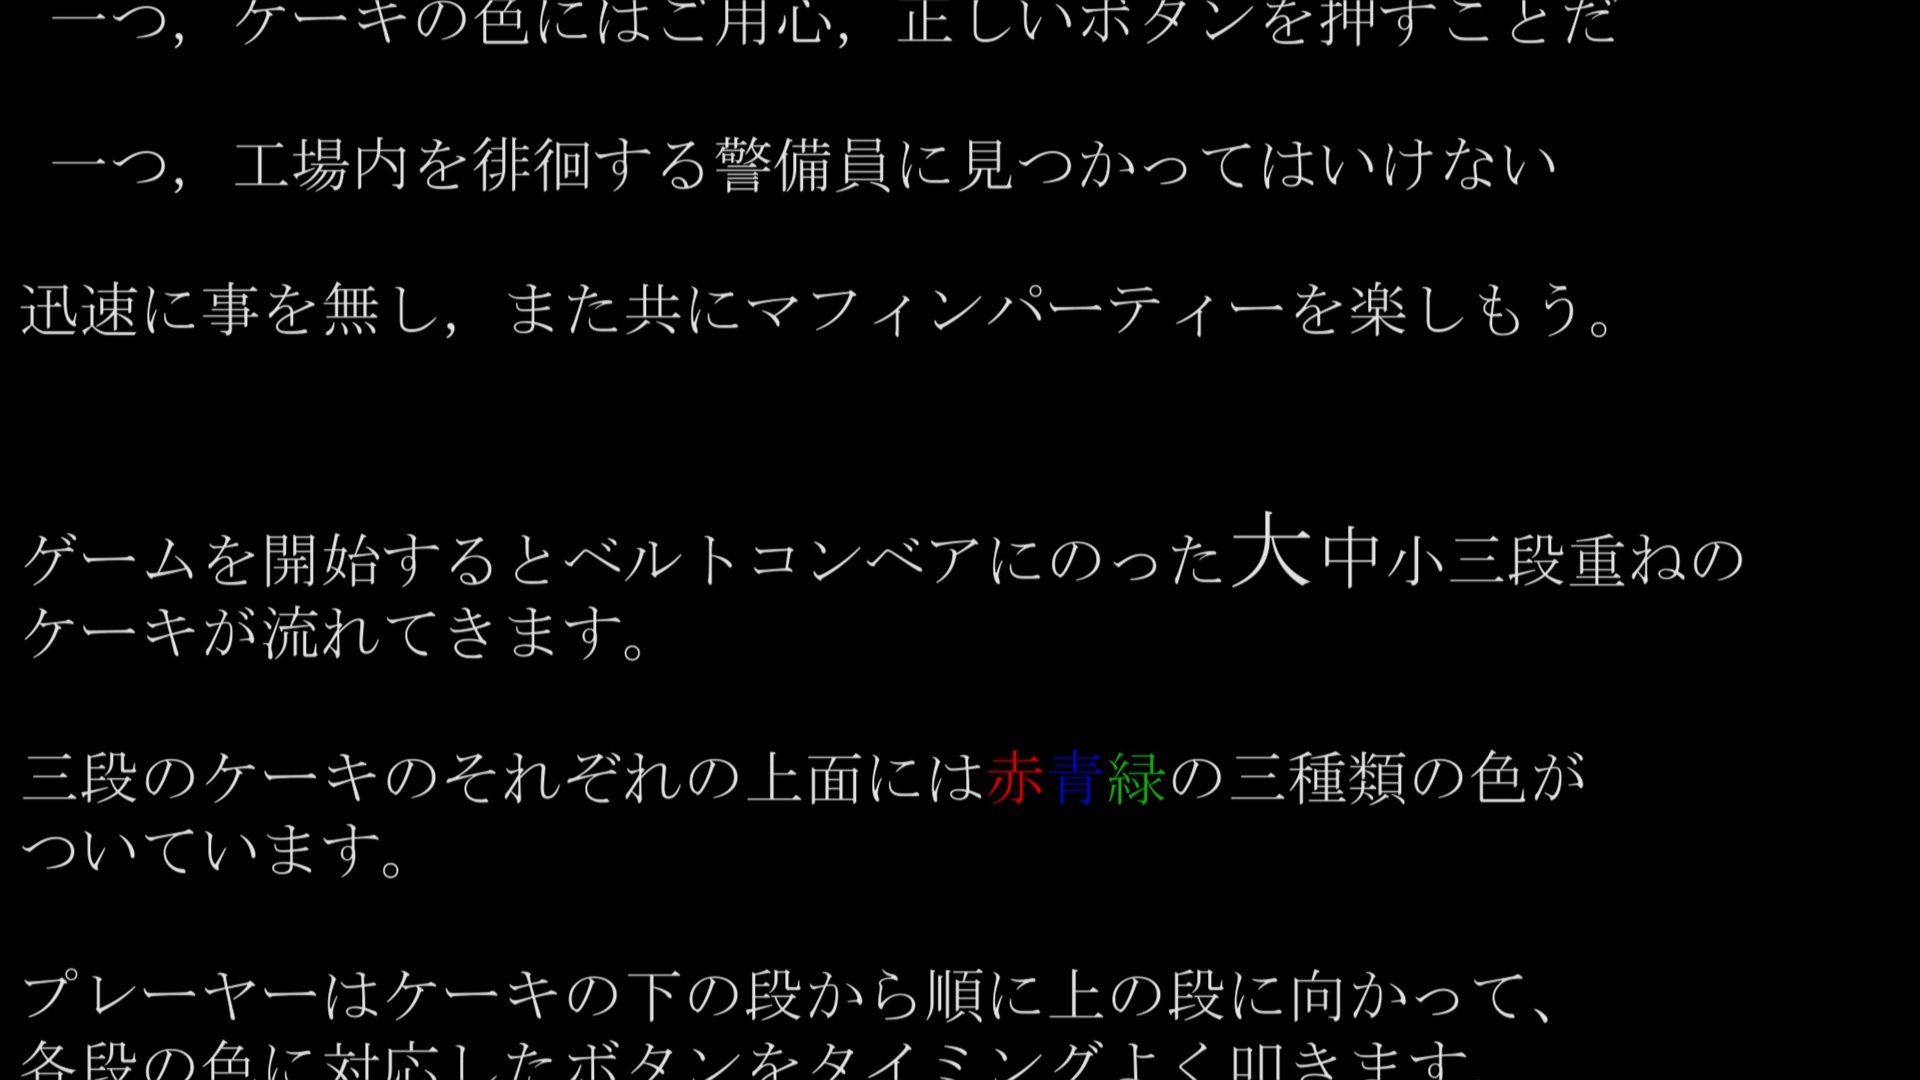 一つ，ケーキの色にはご用心，正しいボタンを押すことだ
一つ，工場内を徘徊する警備員に見つかってはいけない
迅速に事を無し，また共にマフィンパーティーを楽しもう。
ゲームを開始するとベルトコンベアにのった大中小三段重ねの
ケーキが流れてきます。
三段のケーキのそれぞれの上面には赤青緑の三種類の色が
ついています。
プレーヤーはケーキの下の段から順に上の段に向かって、
各段の色に対応したボタンをタイミングよく叩きます